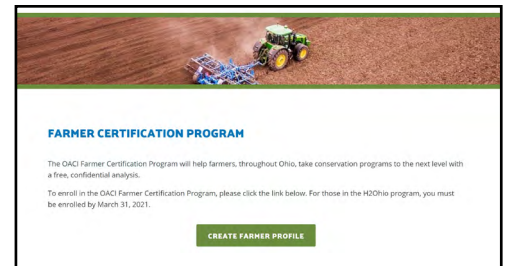 FARMER CERTIFICATION PROGRAM
The OACI Farmer Certification Program will help farmers, throughout Ohio, take conservation programs to the next level with
a free, confidential analysis.
To enroll in the OACI Farmer Certification Program, please click the link below. For those in the H2Ohio program, you must
be enrolled by March 31, 2021.
CREATE FARMER PROFILE